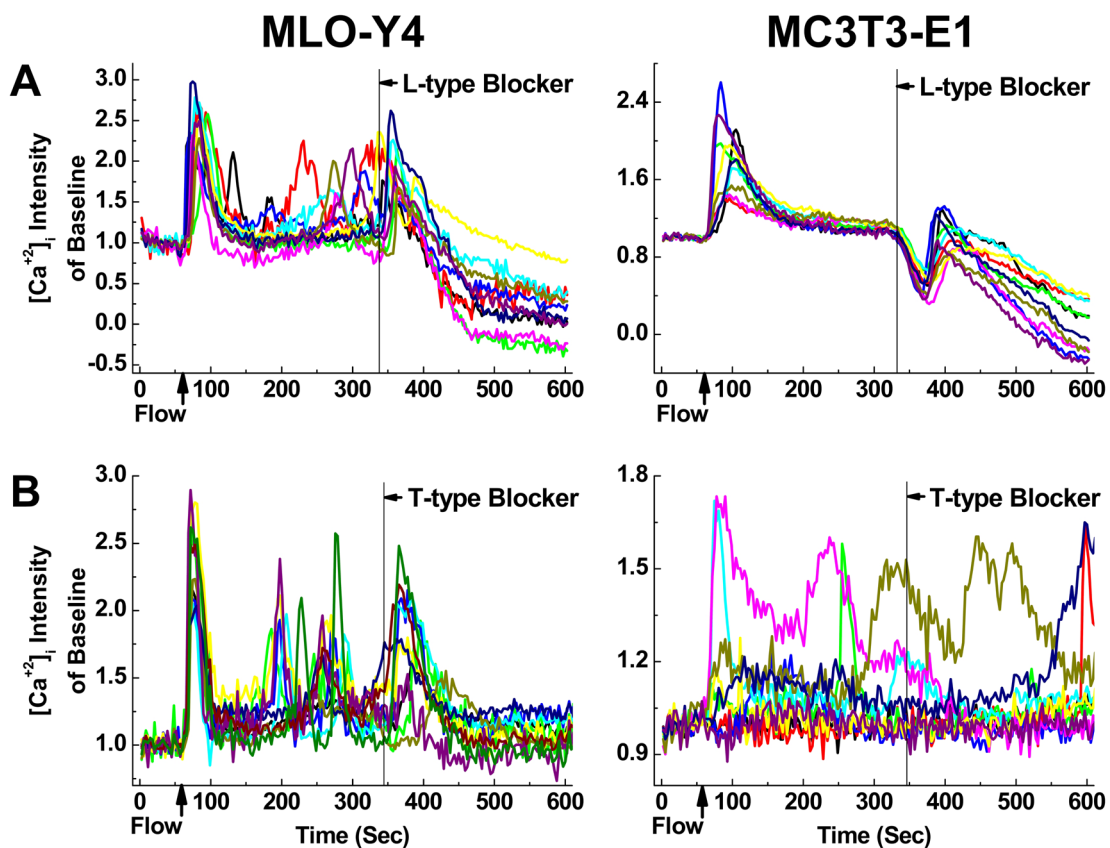 MLO-Y4 MC3T3-E1
A
[Ca⁺²]ᵢ Intensity
of Baseline
3.0
2.5
2.0
1.5
1.0
0.5
0.0
-0.5
L-type Blocker
0 100 200 300 400 500 600
Flow
2.4
1.6
0.8
0.0
L-type Blocker
0 100 200 300 400 500 600
Flow
B
[Ca⁺²]ᵢ Intensity
of Baseline
3.0
2.5
2.0
1.5
1.0
T-type Blocker
0 100 200 300 400 500 600
Flow
Time (Sec)
1.8
1.5
1.2
0.9
T-type Blocker
0 100 200 300 400 500 600
Flow
Time (Sec)